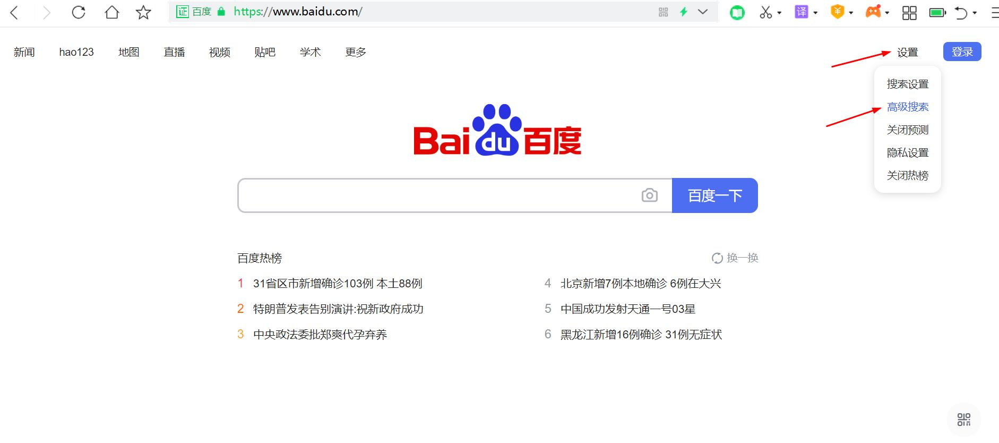 证 百度 https://www.baidu.com/ 译
新闻 hao123 地图 直播 视频 贴吧 学术 更多 设置 登录
搜索设置
高级搜索
关闭预测
隐私设置
关闭热榜
Bai du 百度
百度一下
百度热榜 换一换
1 31省区市新增确诊103例 本土88例
2 特朗普发表告别演讲:祝新政府成功
3 中央政法委批郑爽代孕弃养
4 北京新增7例本地确诊 6例在大兴
5 中国成功发射天通一号03星
6 黑龙江新增16例确诊 31例无症状